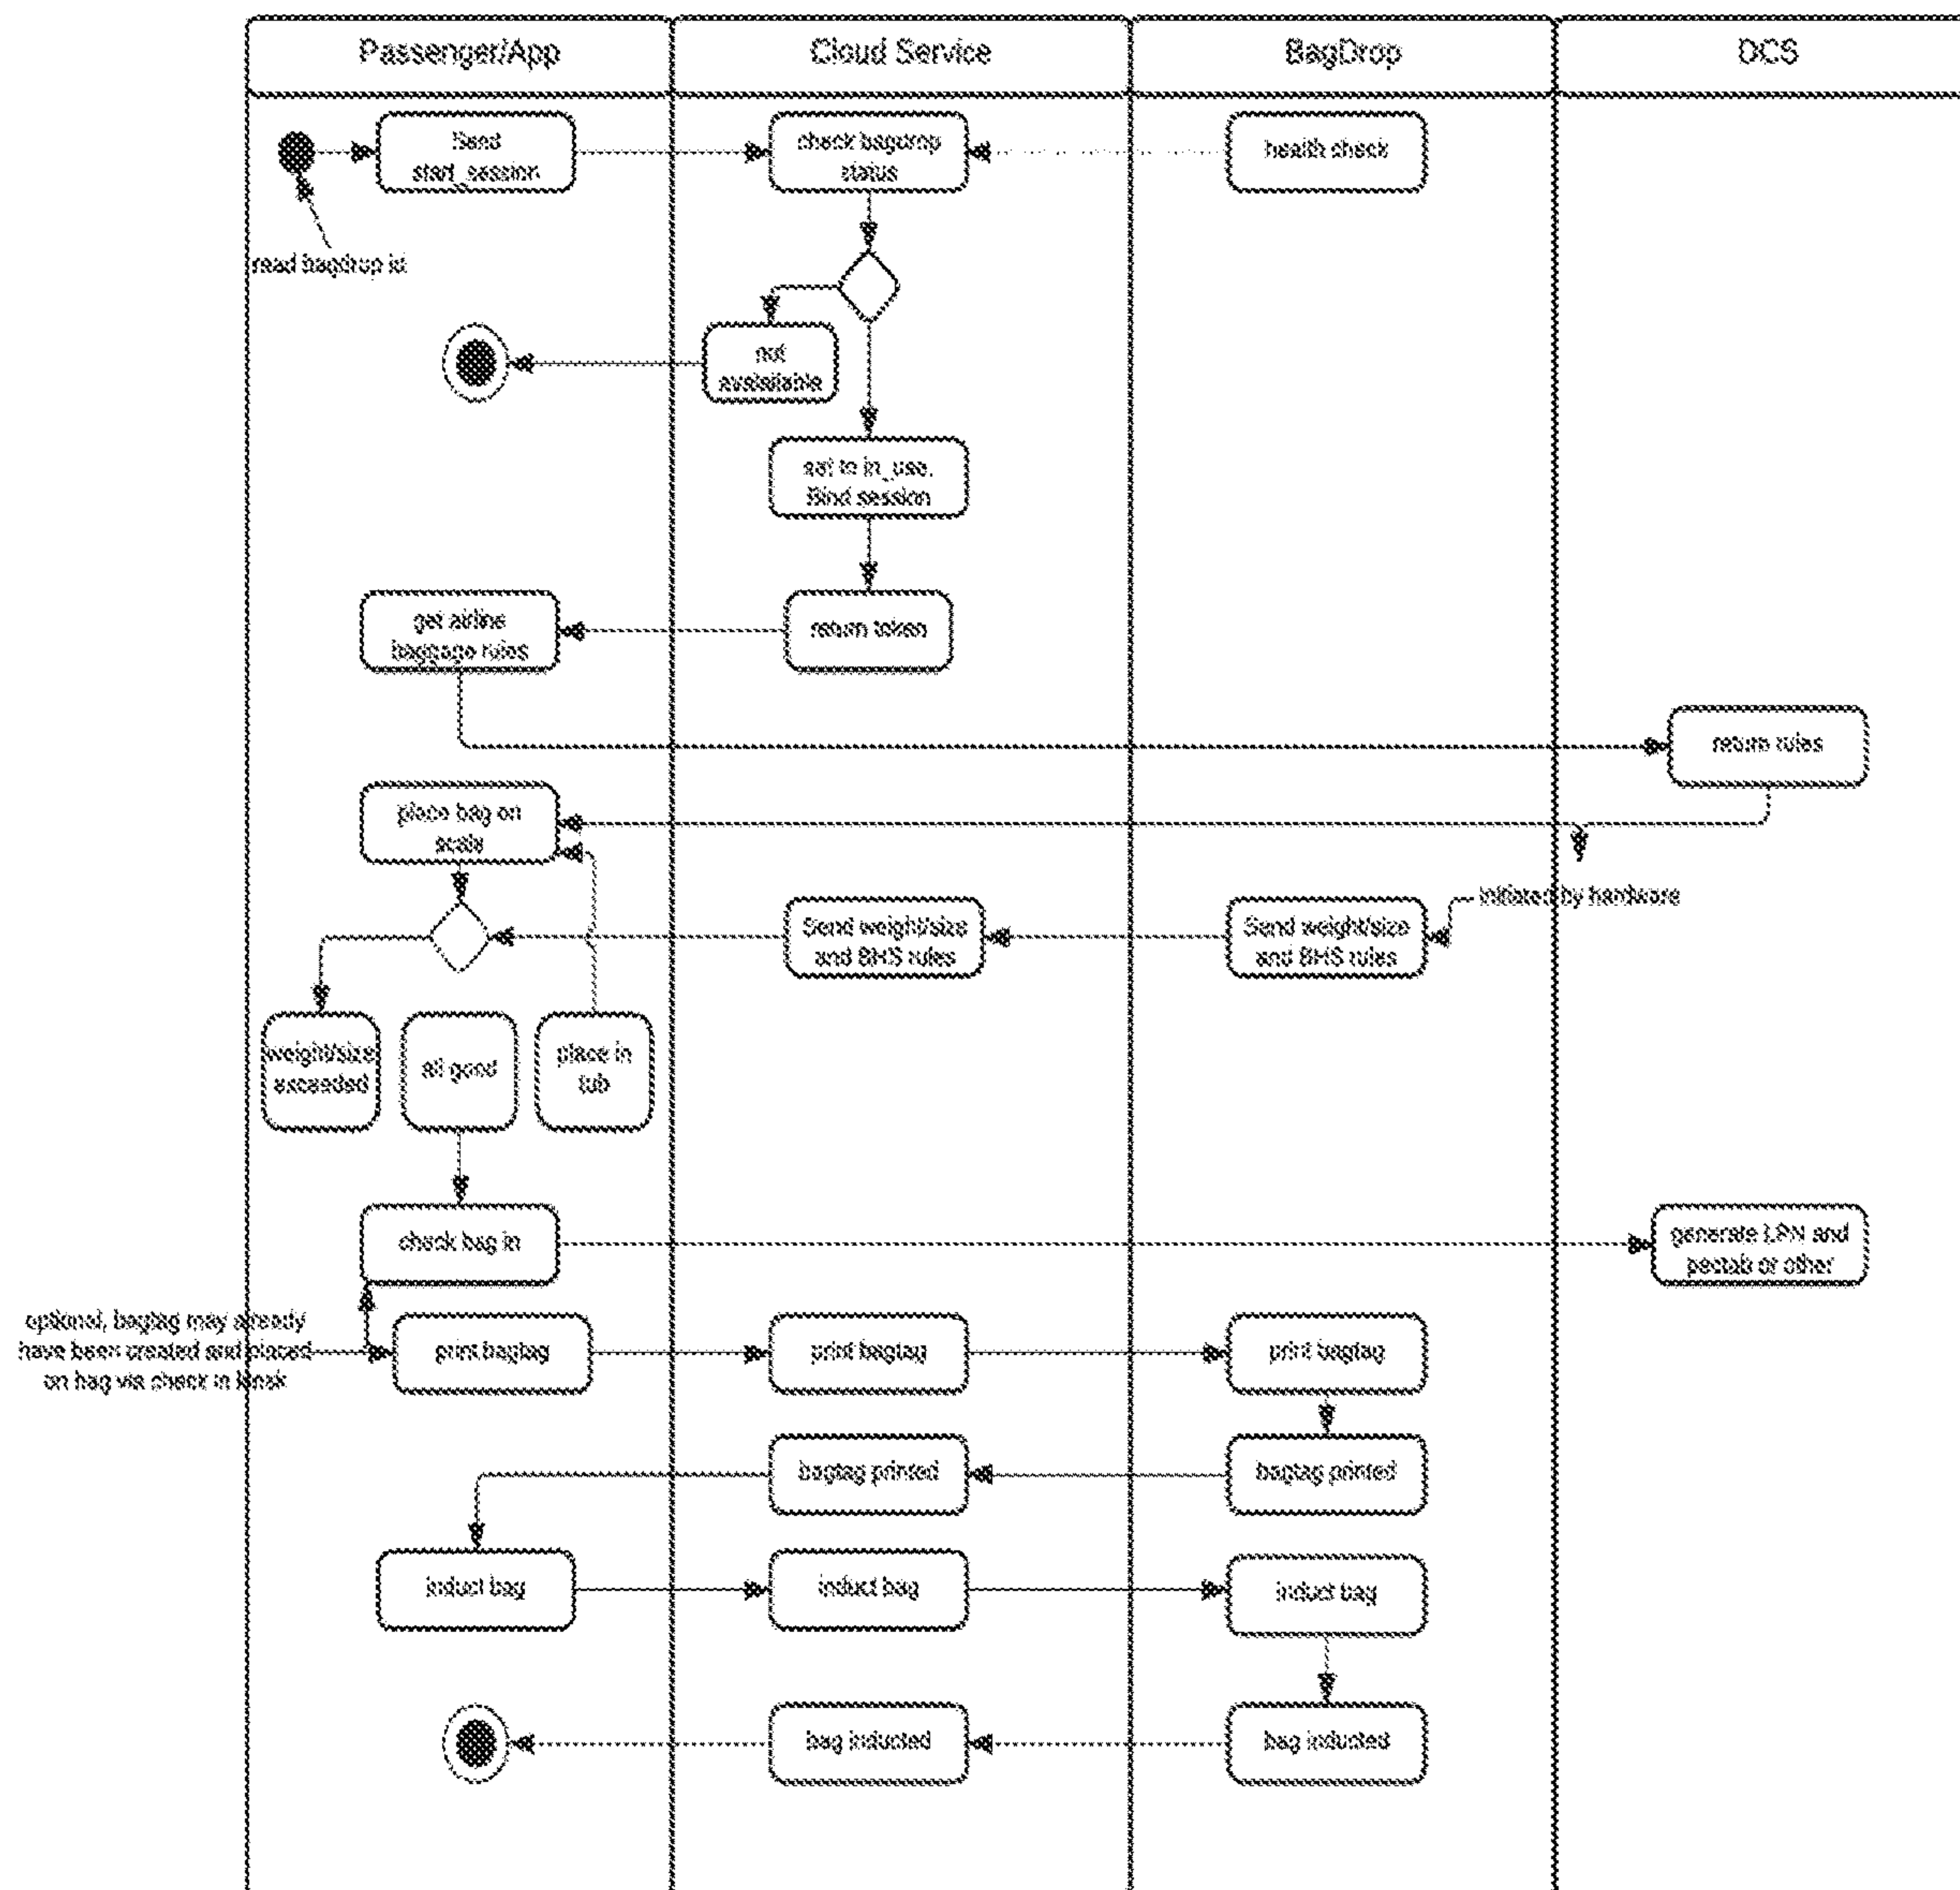 Passenger/App
Cloud Service
BagDrop
DCS
Send
start_session
check bagdrop
status
health check
read bagdrop id
not
avaialiable
set to in_use.
Bind session
get airline
baggage rules
return token
return rules
place bag on
scale
initiated by hardware
Send weight/size
and BHS rules
Send weight/size
and BHS rules
weight/size
exceeded
all good
place in
tub
check bag in
generate LPN and
pectab or other
optional, bagtag may already
have been created and placed
on bag via check in kiosk
print bagtag
print bagtag
print bagtag
bagtag printed
bagtag printed
induct bag
induct bag
induct bag
bag inducted
bag inducted